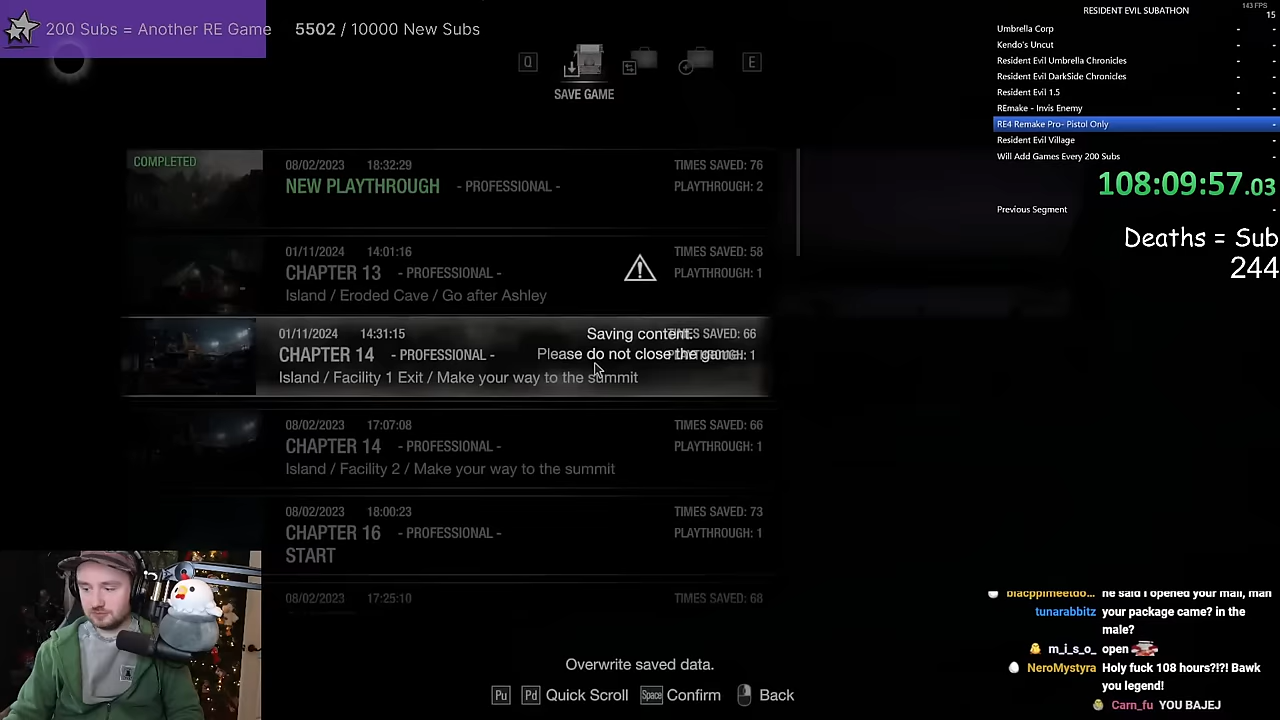 200 Subs = Another RE Game 5502 / 10000 New Subs
Q
E
SAVE GAME
COMPLETED
08/02/2023 18:32:29 TIMES SAVED: 76
NEW PLAYTHROUGH - PROFESSIONAL - PLAYTHROUGH: 2
01/11/2024 14:01:16 TIMES SAVED: 58
CHAPTER 13 - PROFESSIONAL - PLAYTHROUGH: 1
Island / Eroded Cave / Go after Ashley
01/11/2024 14:31:15 Saving content. TIMES SAVED: 66
CHAPTER 14 - PROFESSIONAL - Please do not close the game. PLAYTHROUGH: 1
Island / Facility 1 Exit / Make your way to the summit
08/02/2023 17:07:08 TIMES SAVED: 66
CHAPTER 14 - PROFESSIONAL - PLAYTHROUGH: 1
Island / Facility 2 / Make your way to the summit
08/02/2023 18:00:23 TIMES SAVED: 73
CHAPTER 16 - PROFESSIONAL - PLAYTHROUGH: 1
START
08/02/2023 17:25:10 TIMES SAVED: 68
Overwrite saved data.
Pu Pd Quick Scroll Space Confirm Back
143 FPS
RESIDENT EVIL SUBATHON
15
Umbrella Corp - -
Kendo's Uncut - -
Resident Evil Umbrella Chronicles - -
Resident Evil DarkSide Chronicles - -
Resident Evil 1.5 - -
REmake - Invis Enemy - -
RE4 Remake Pro- Pistol Only -
Resident Evil Village -
Will Add Games Every 200 Subs -
108:09:57.03
Previous Segment -
Deaths = Sub
244
he said I opened your mail, man
tunarabbitz your package came? in the
male?
m_i_s_o_ open
NeroMystyra Holy fuck 108 hours?!?! Bawk
you legend!
Carn_fu YOU BAJEJ